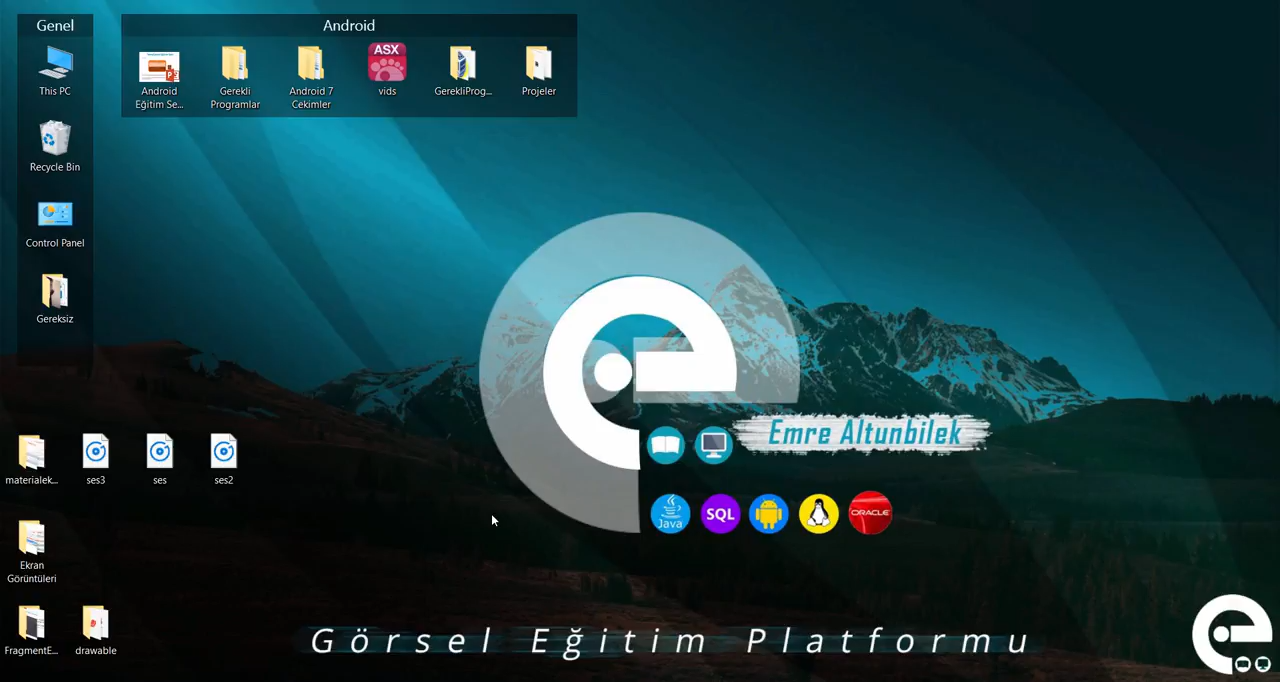 Genel
Android
This PC
Recycle Bin
Control Panel
Gereksiz
Android
Eğitim Se...
Gerekli
Programlar
Android 7
Cekimler
ASX
vids
GerekliProg...
Projeler
materialek...
ses3
ses
ses2
Ekran
Görüntüleri
FragmentE...
drawable
Emre Altunbilek
Java
SQL
ORACLE
Görsel Eğitim Platformu